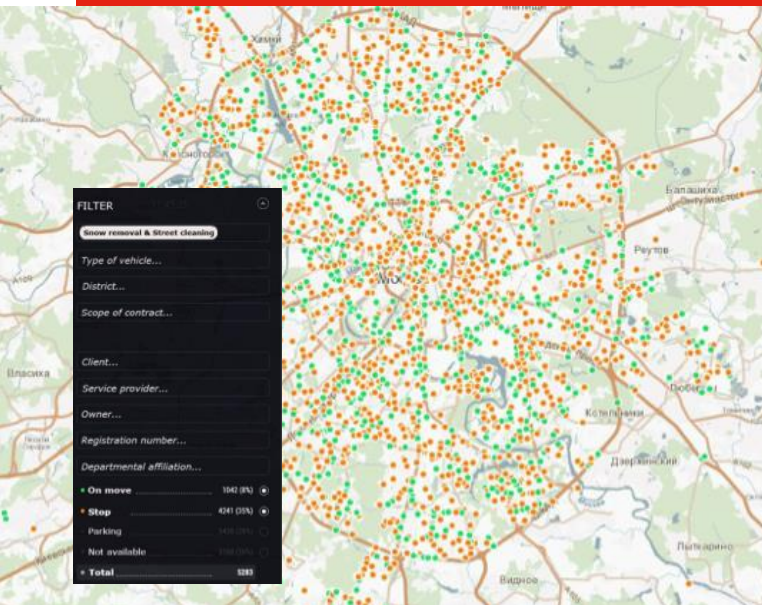 Химки
Красногорск
FILTER
Snow removal & Street cleaning
Type of vehicle...
District...
Scope of contract...
Client...
Service provider...
Owner...
Registration number...
Departmental affiliation...
On move 1042 (8%)
Stop 4241 (35%)
Parking
Not available
Total 5283
Балашиха
Реутов
Власиха
Люберцы
Котельники
Дзержинский
Лыткарино
Видное